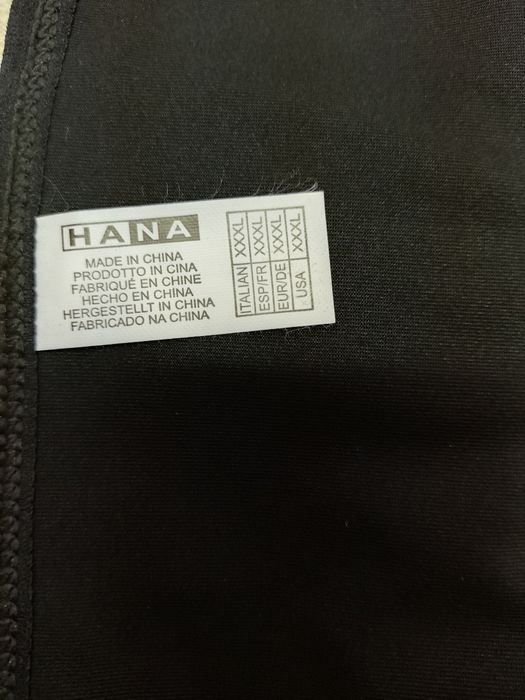 HANA
MADE IN CHINA
PRODOTTO IN CINA
FABRIQUÉ EN CHINE
HECHO EN CHINA
HERGESTELLT IN CHINA
FABRICADO NA CHINA
ITALIAN XXXL
ESP/FR XXXL
EUR/DE XXXL
USA XXXL